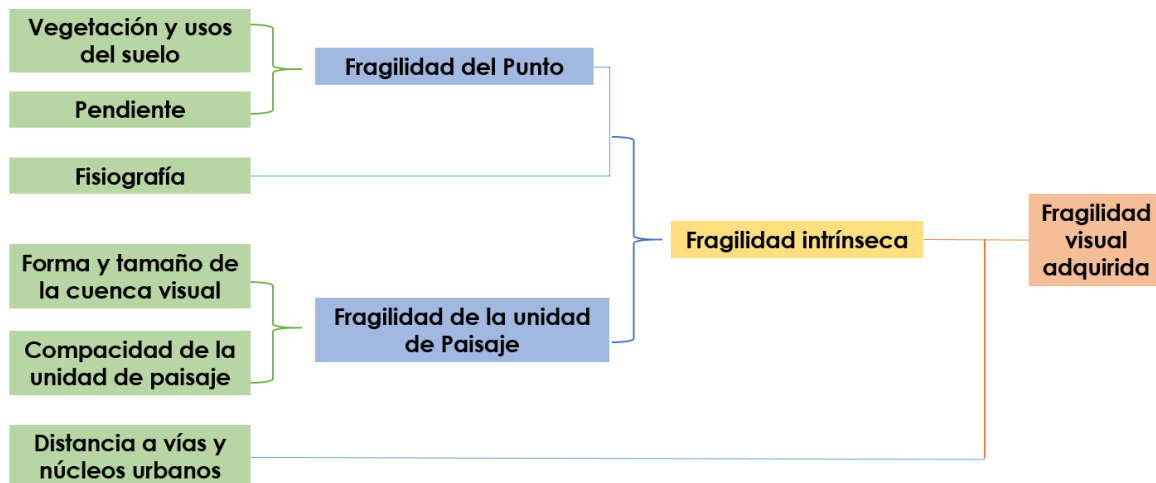 Vegetación y usos
del suelo
Pendiente
Fisiografía
Forma y tamaño de
la cuenca visual
Compacidad de la
unidad de paisaje
Distancia a vías y
núcleos urbanos
Fragilidad del Punto
Fragilidad de la unidad
de Paisaje
Fragilidad intrínseca
Fragilidad
visual
adquirida